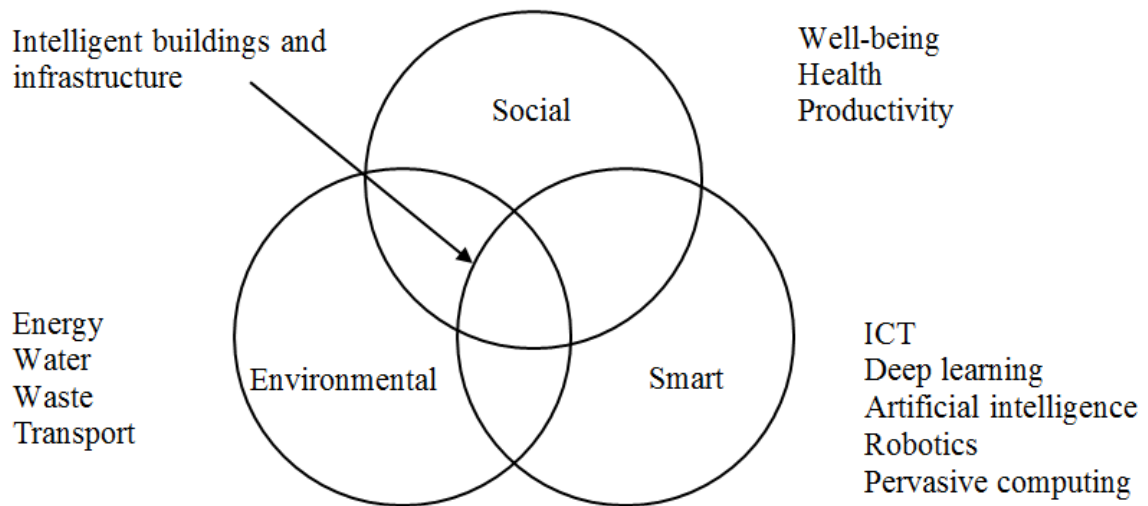 Intelligent buildings and
infrastructure
Well-being
Health
Productivity
Social
Energy
Water
Waste
Transport
Environmental
Smart
ICT
Deep learning
Artificial intelligence
Robotics
Pervasive computing